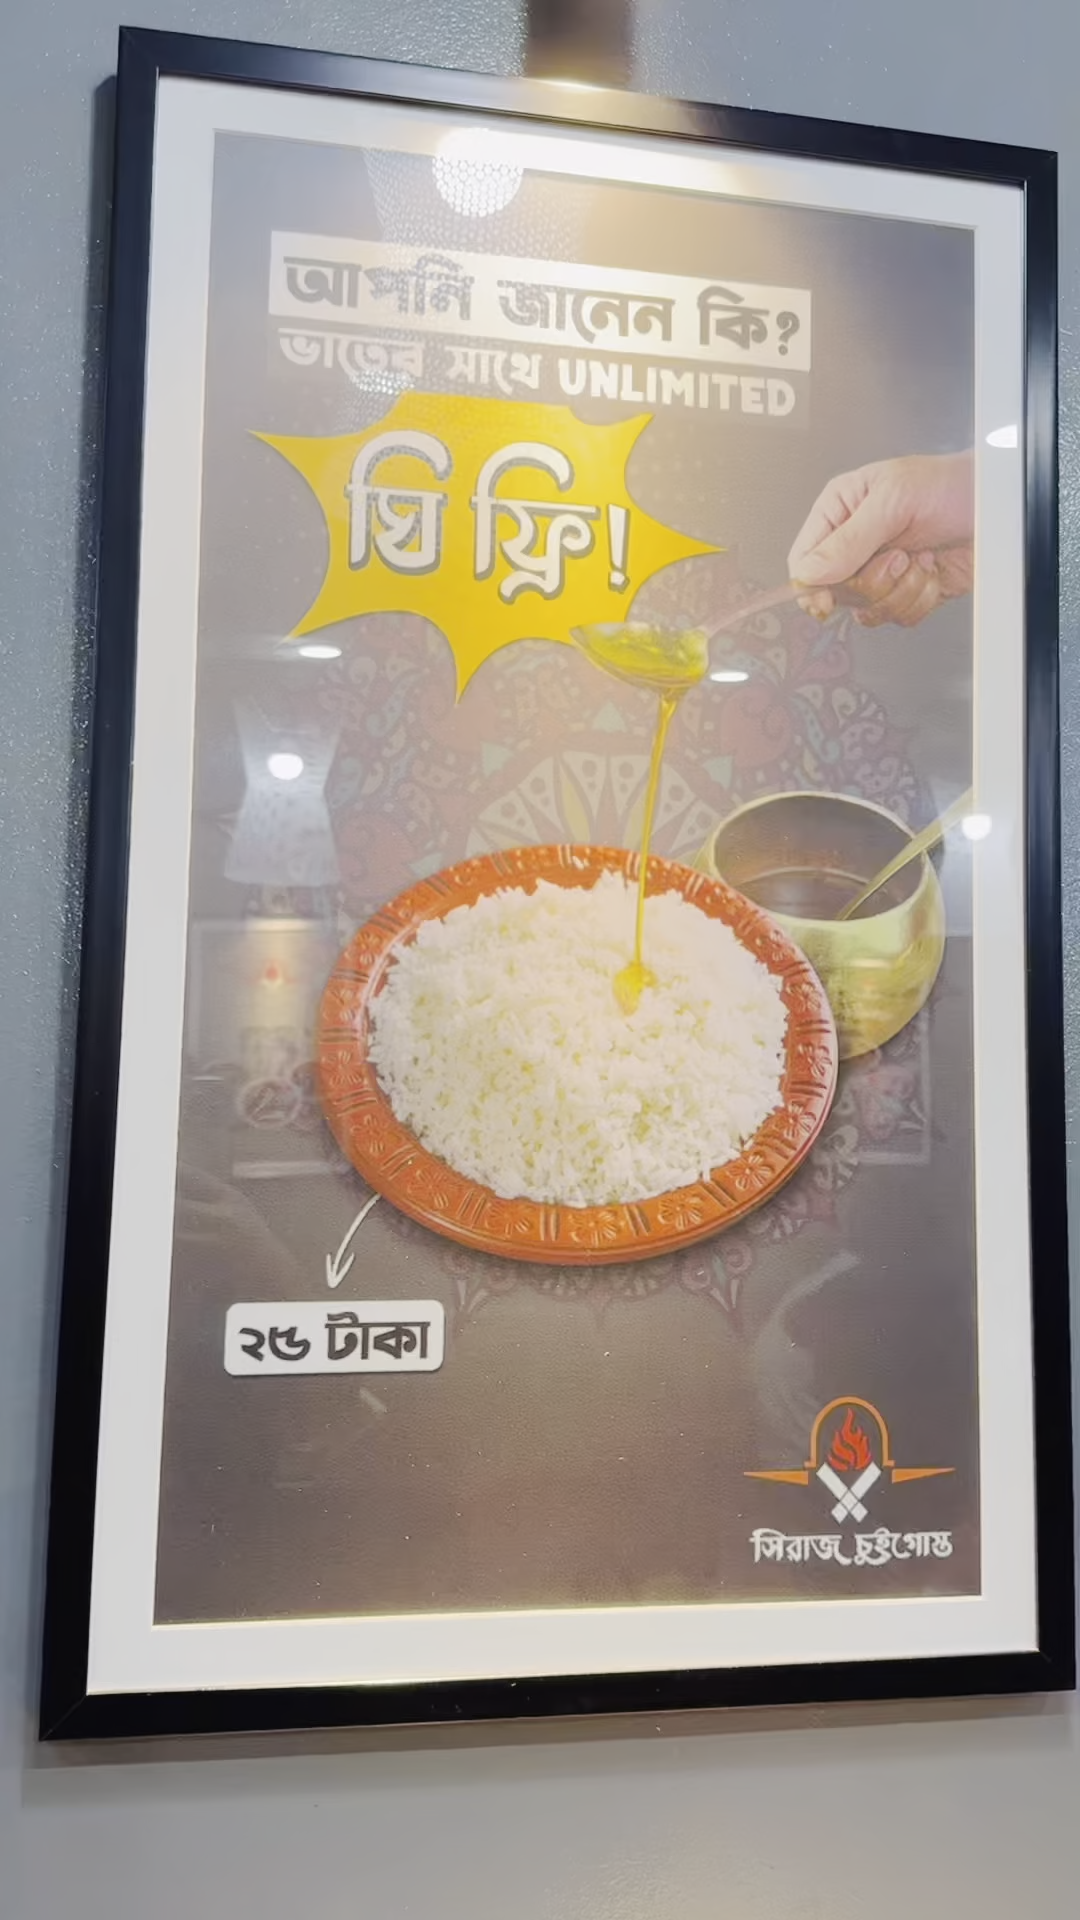 আপনি জানেন কি?
ভাতের সাথে UNLIMITED
ঘি ফ্রি!
২৫ টাকা
সিরাজ চুইগোস্ত